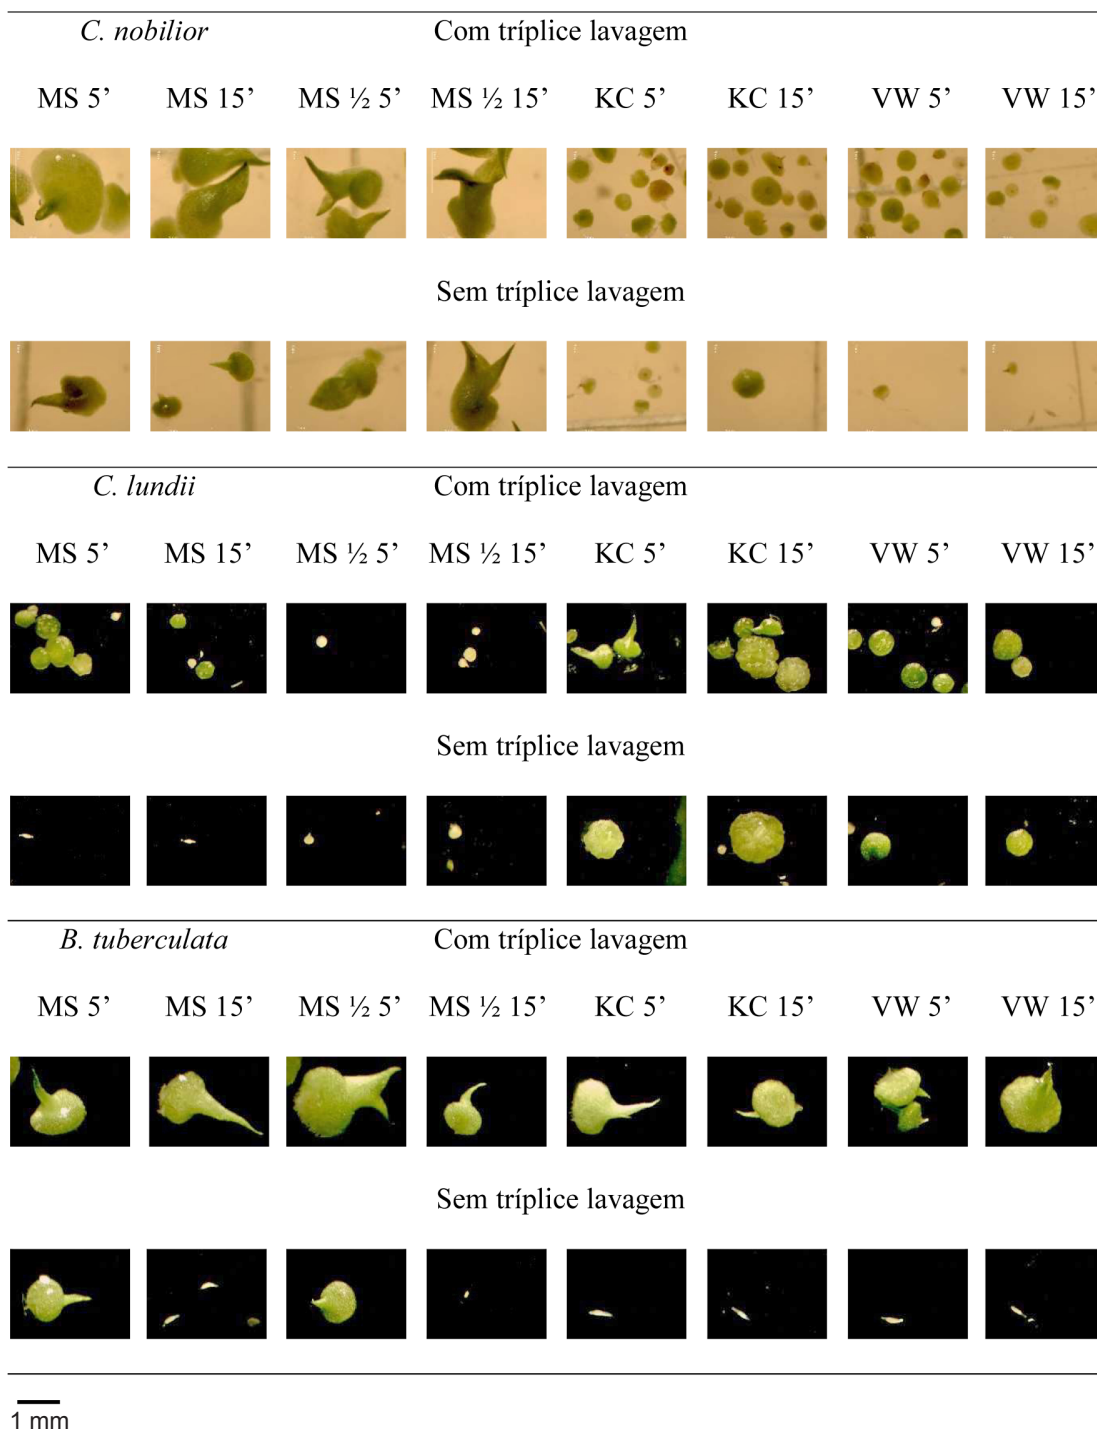 C. nobilior Com tríplice lavagem
MS 5’ MS 15’ MS ½ 5’ MS ½ 15’ KC 5’ KC 15’ VW 5’ VW 15’
Sem tríplice lavagem
C. lundii Com tríplice lavagem
MS 5’ MS 15’ MS ½ 5’ MS ½ 15’ KC 5’ KC 15’ VW 5’ VW 15’
Sem tríplice lavagem
B. tuberculata Com tríplice lavagem
MS 5’ MS 15’ MS ½ 5’ MS ½ 15’ KC 5’ KC 15’ VW 5’ VW 15’
Sem tríplice lavagem
1 mm